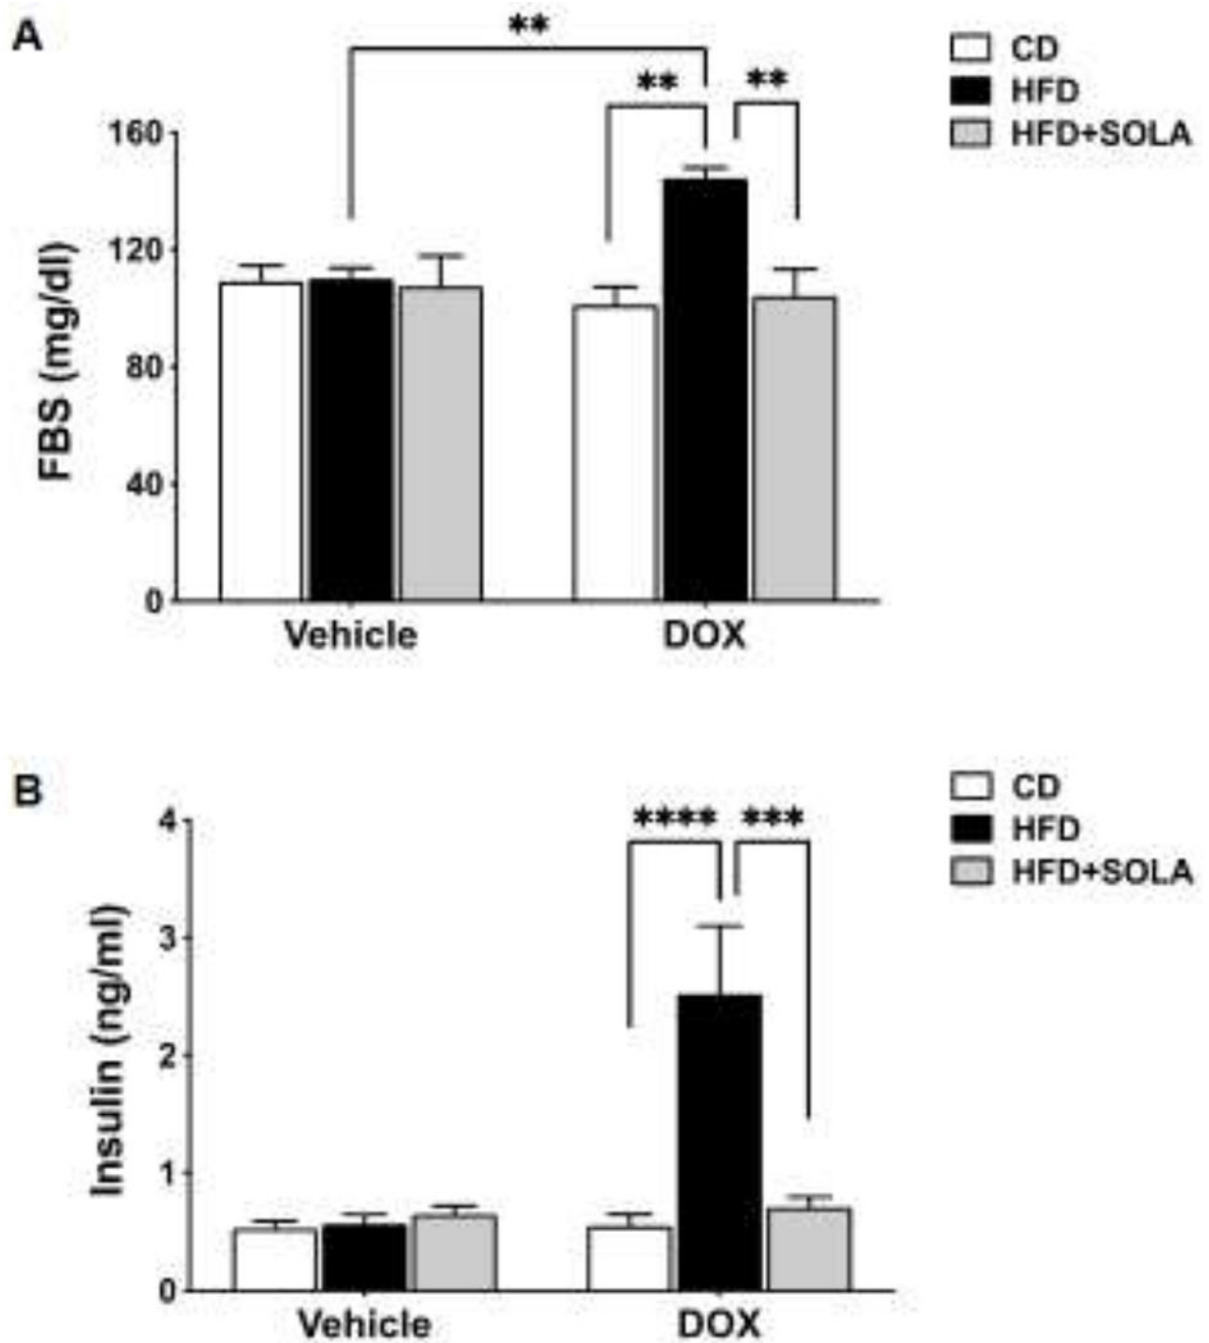 A
**
** **
CD
HFD
HFD+SOLA
FBS (mg/dl)
160
120
80
40
0
Vehicle DOX
B
**** ***
CD
HFD
HFD+SOLA
Insulin (ng/ml)
4
3
2
1
0
Vehicle DOX